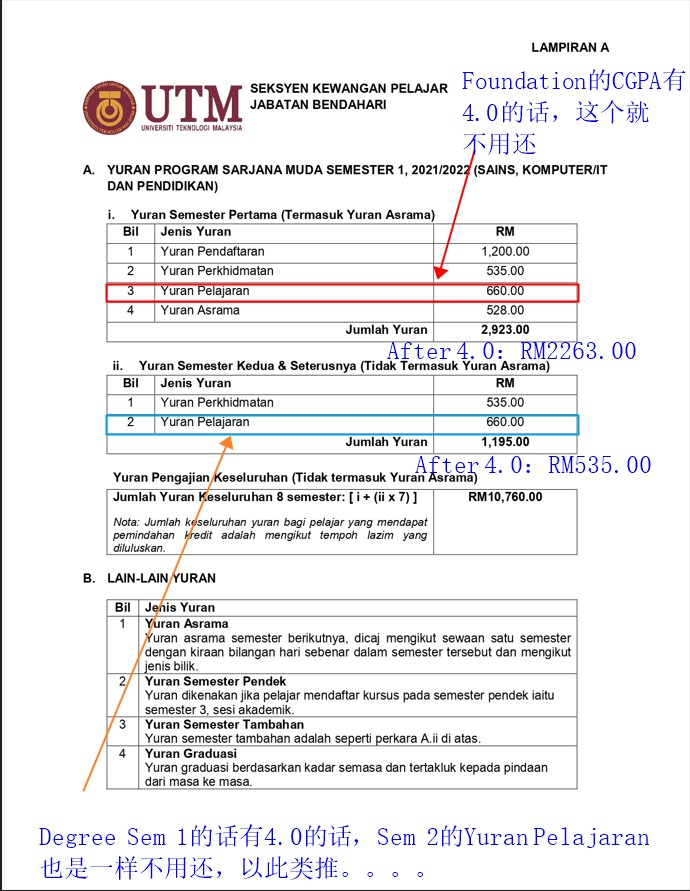 LAMPIRAN A
UTM
UNIVERSITI TEKNOLOGI MALAYSIA
SEKSYEN KEWANGAN PELAJAR
JABATAN BENDAHARI
Foundation的CGPA有
4.0的话，这个就
不用还
A. YURAN PROGRAM SARJANA MUDA SEMESTER 1, 2021/2022 (SAINS, KOMPUTER/IT
DAN PENDIDIKAN)
i. Yuran Semester Pertama (Termasuk Yuran Asrama)
Bil Jenis Yuran RM
1 Yuran Pendaftaran 1,200.00
2 Yuran Perkhidmatan 535.00
3 Yuran Pelajaran 660.00
4 Yuran Asrama 528.00
Jumlah Yuran 2,923.00
After 4.0：RM2263.00
ii. Yuran Semester Kedua & Seterusnya (Tidak Termasuk Yuran Asrama)
Bil Jenis Yuran RM
1 Yuran Perkhidmatan 535.00
2 Yuran Pelajaran 660.00
Jumlah Yuran 1,195.00
After 4.0：RM535.00
Yuran Pengajian Keseluruhan (Tidak termasuk Yuran Asrama)
Jumlah Yuran Keseluruhan 8 semester: [ i + (ii x 7) ] RM10,760.00
Nota: Jumlah keseluruhan yuran bagi pelajar yang mendapat
pemindahan kredit adalah mengikut tempoh lazim yang
diluluskan.
B. LAIN-LAIN YURAN
Bil Jenis Yuran
1 Yuran Asrama
Yuran asrama semester berikutnya, dicaj mengikut sewaan satu semester
dengan kiraan bilangan hari sebenar dalam semester tersebut dan mengikut
jenis bilik.
2 Yuran Semester Pendek
Yuran dikenakan jika pelajar mendaftar kursus pada semester pendek iaitu
semester 3, sesi akademik.
3 Yuran Semester Tambahan
Yuran semester tambahan adalah seperti perkara A.ii di atas.
4 Yuran Graduasi
Yuran graduasi berdasarkan kadar semasa dan tertakluk kepada pindaan
dari masa ke masa.
Degree Sem 1的话有4.0的话，Sem 2的Yuran Pelajaran
也是一样不用还，以此类推。。。。